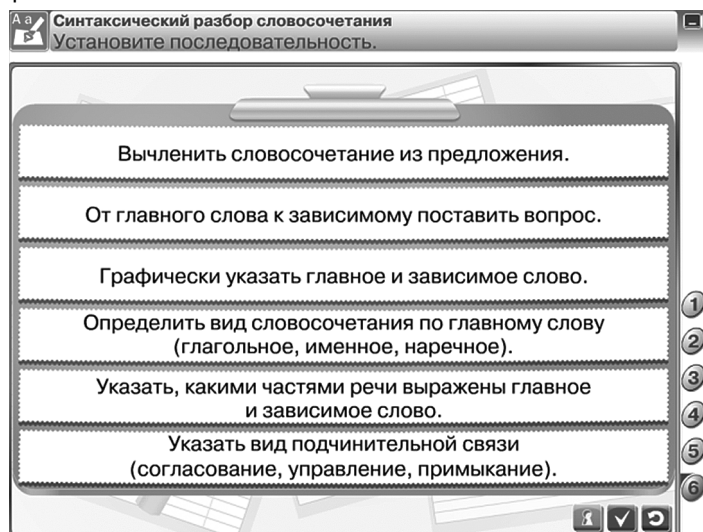 Aa
Синтаксический разбор словосочетания
Установите последовательность.
Вычленить словосочетание из предложения.
От главного слова к зависимому поставить вопрос.
Графически указать главное и зависимое слово.
Определить вид словосочетания по главному слову
(глагольное, именное, наречное).
Указать, какими частями речи выражены главное
и зависимое слово.
Указать вид подчинительной связи
(согласование, управление, примыкание).
1
2
3
4
5
6